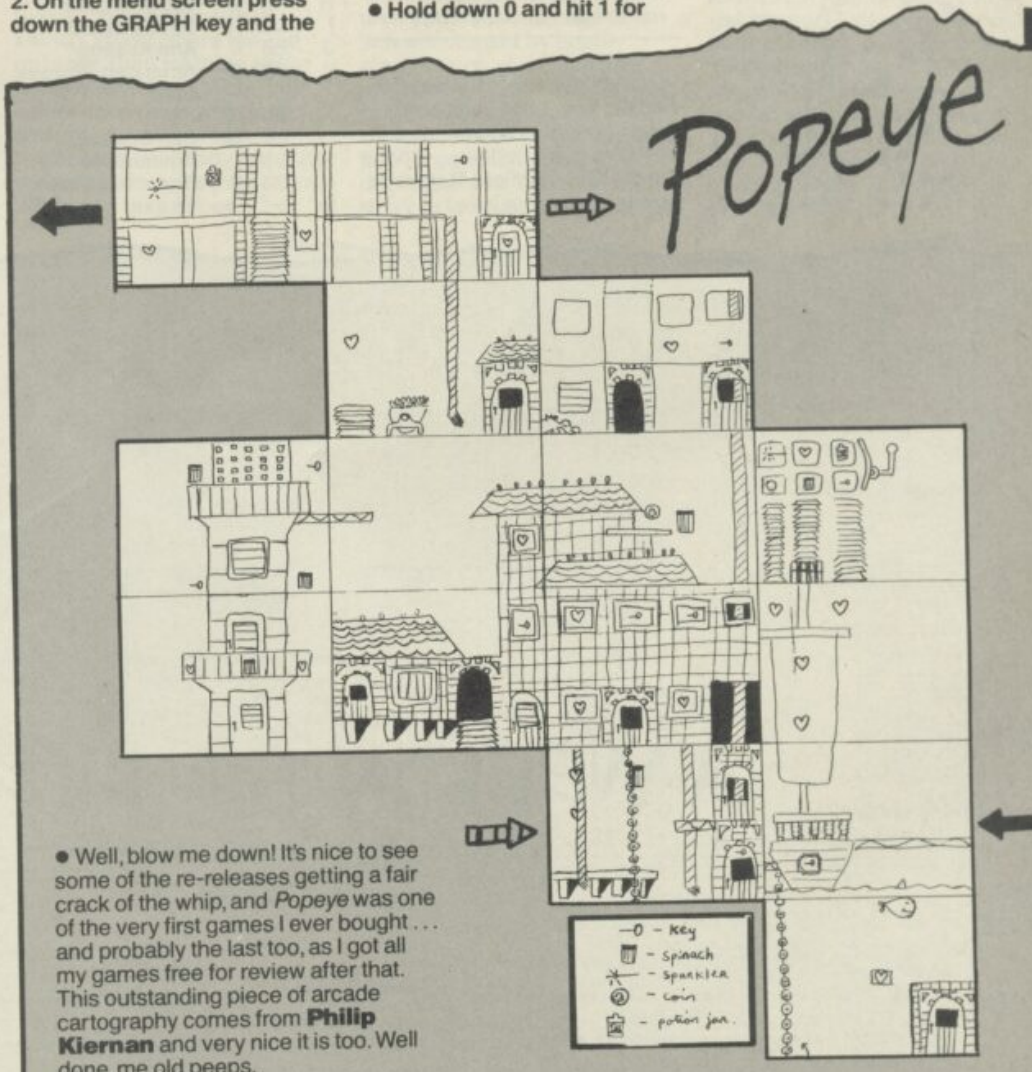 2. On the menu screen press
down the GRAPH key and the
● Hold down 0 and hit 1 for
Popeye
● Well, blow me down! It's nice to see
some of the re-releases getting a fair
crack of the whip, and Popeye was one
of the very first games I ever bought...
and probably the last too, as I got all
my games free for review after that.
This outstanding piece of arcade
cartography comes from Philip
Kiernan and very nice it is too. Well
done, me old peeps.
- key
- spinach
- sparkler
- coin
- potion jar.